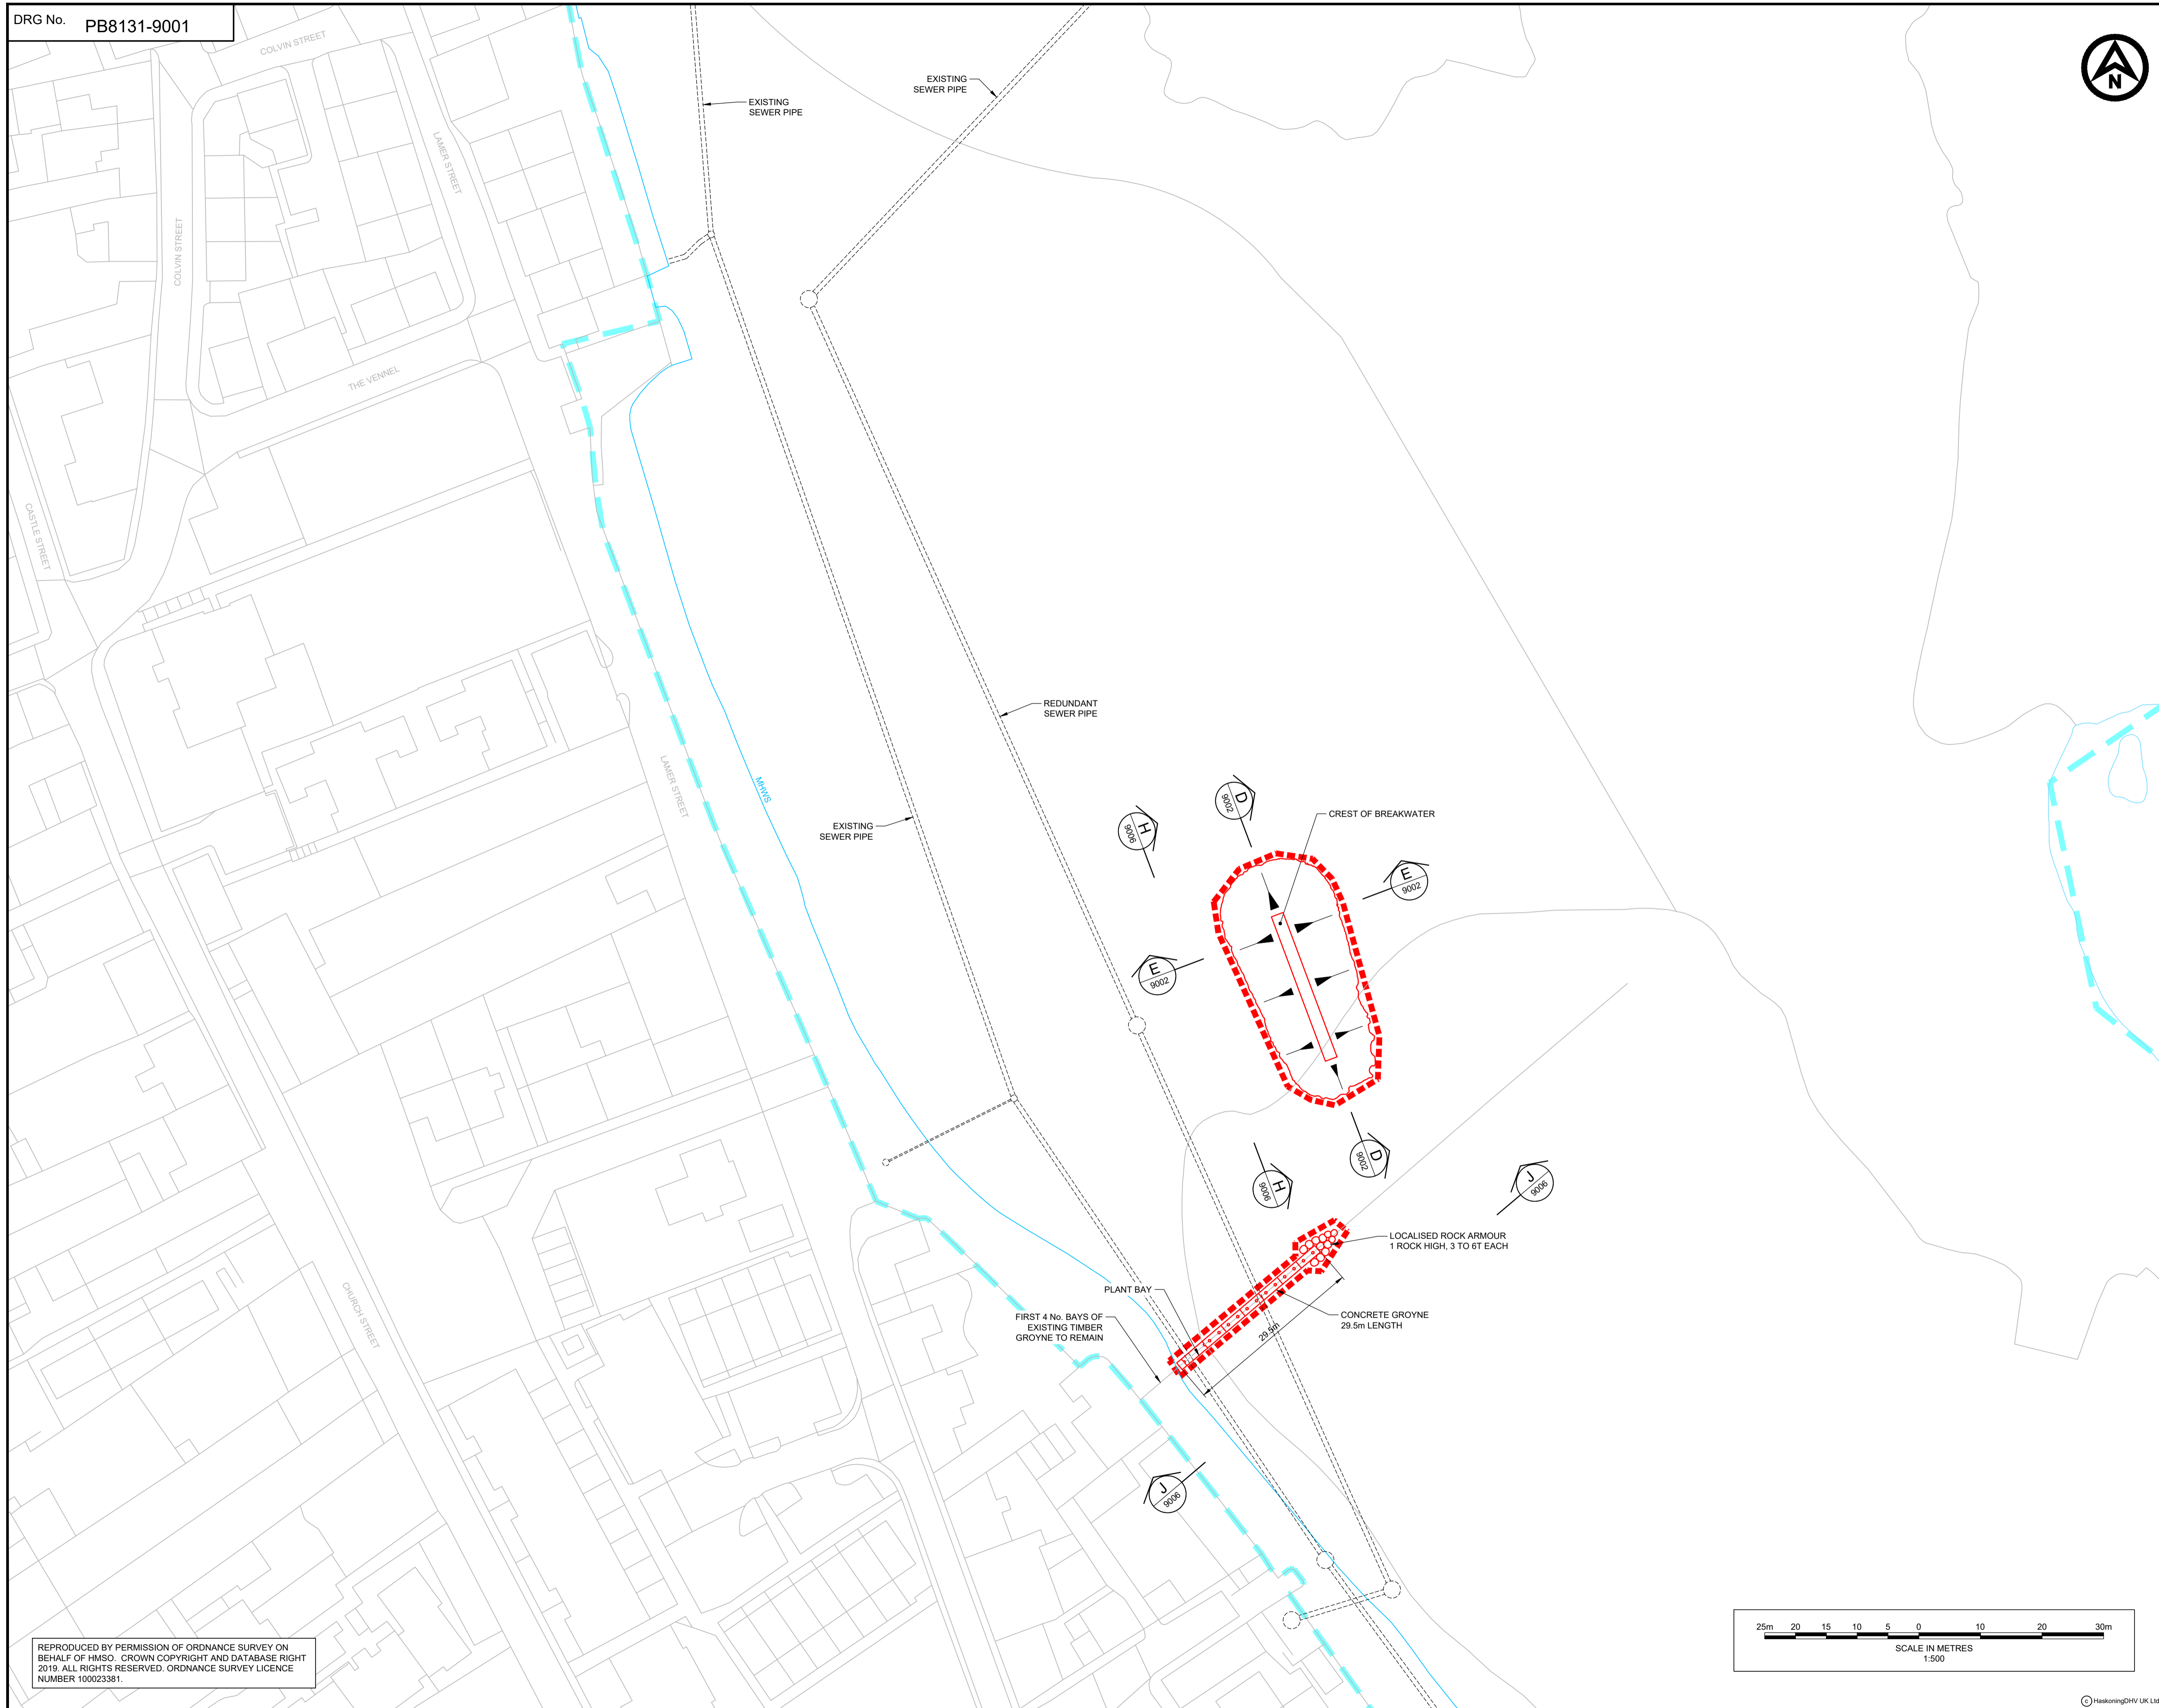 DRG No. PB8131-9001
N
COLVIN STREET
EXISTING
SEWER PIPE
EXISTING
SEWER PIPE
LAMER STREET
COLVIN STREET
THE VENNEL
CASTLE STREET
REDUNDANT
SEWER PIPE
LAMER STREET
MHWS
EXISTING
SEWER PIPE
D
9002
H
9006
CREST OF BREAKWATER
E
9002
E
9002
D
9002
H
9006
J
9006
LOCALISED ROCK ARMOUR
1 ROCK HIGH, 3 TO 6T EACH
PLANT BAY
CONCRETE GROYNE
29.5m LENGTH
FIRST 4 No. BAYS OF
EXISTING TIMBER
GROYNE TO REMAIN
29.5m
CHURCH STREET
J
9006
25m 20 15 10 5 0 10 20 30m
SCALE IN METRES
1:500
REPRODUCED BY PERMISSION OF ORDNANCE SURVEY ON
BEHALF OF HMSO. CROWN COPYRIGHT AND DATABASE RIGHT
2019. ALL RIGHTS RESERVED. ORDNANCE SURVEY LICENCE
NUMBER 100023381.
© HaskoningDHV UK Ltd